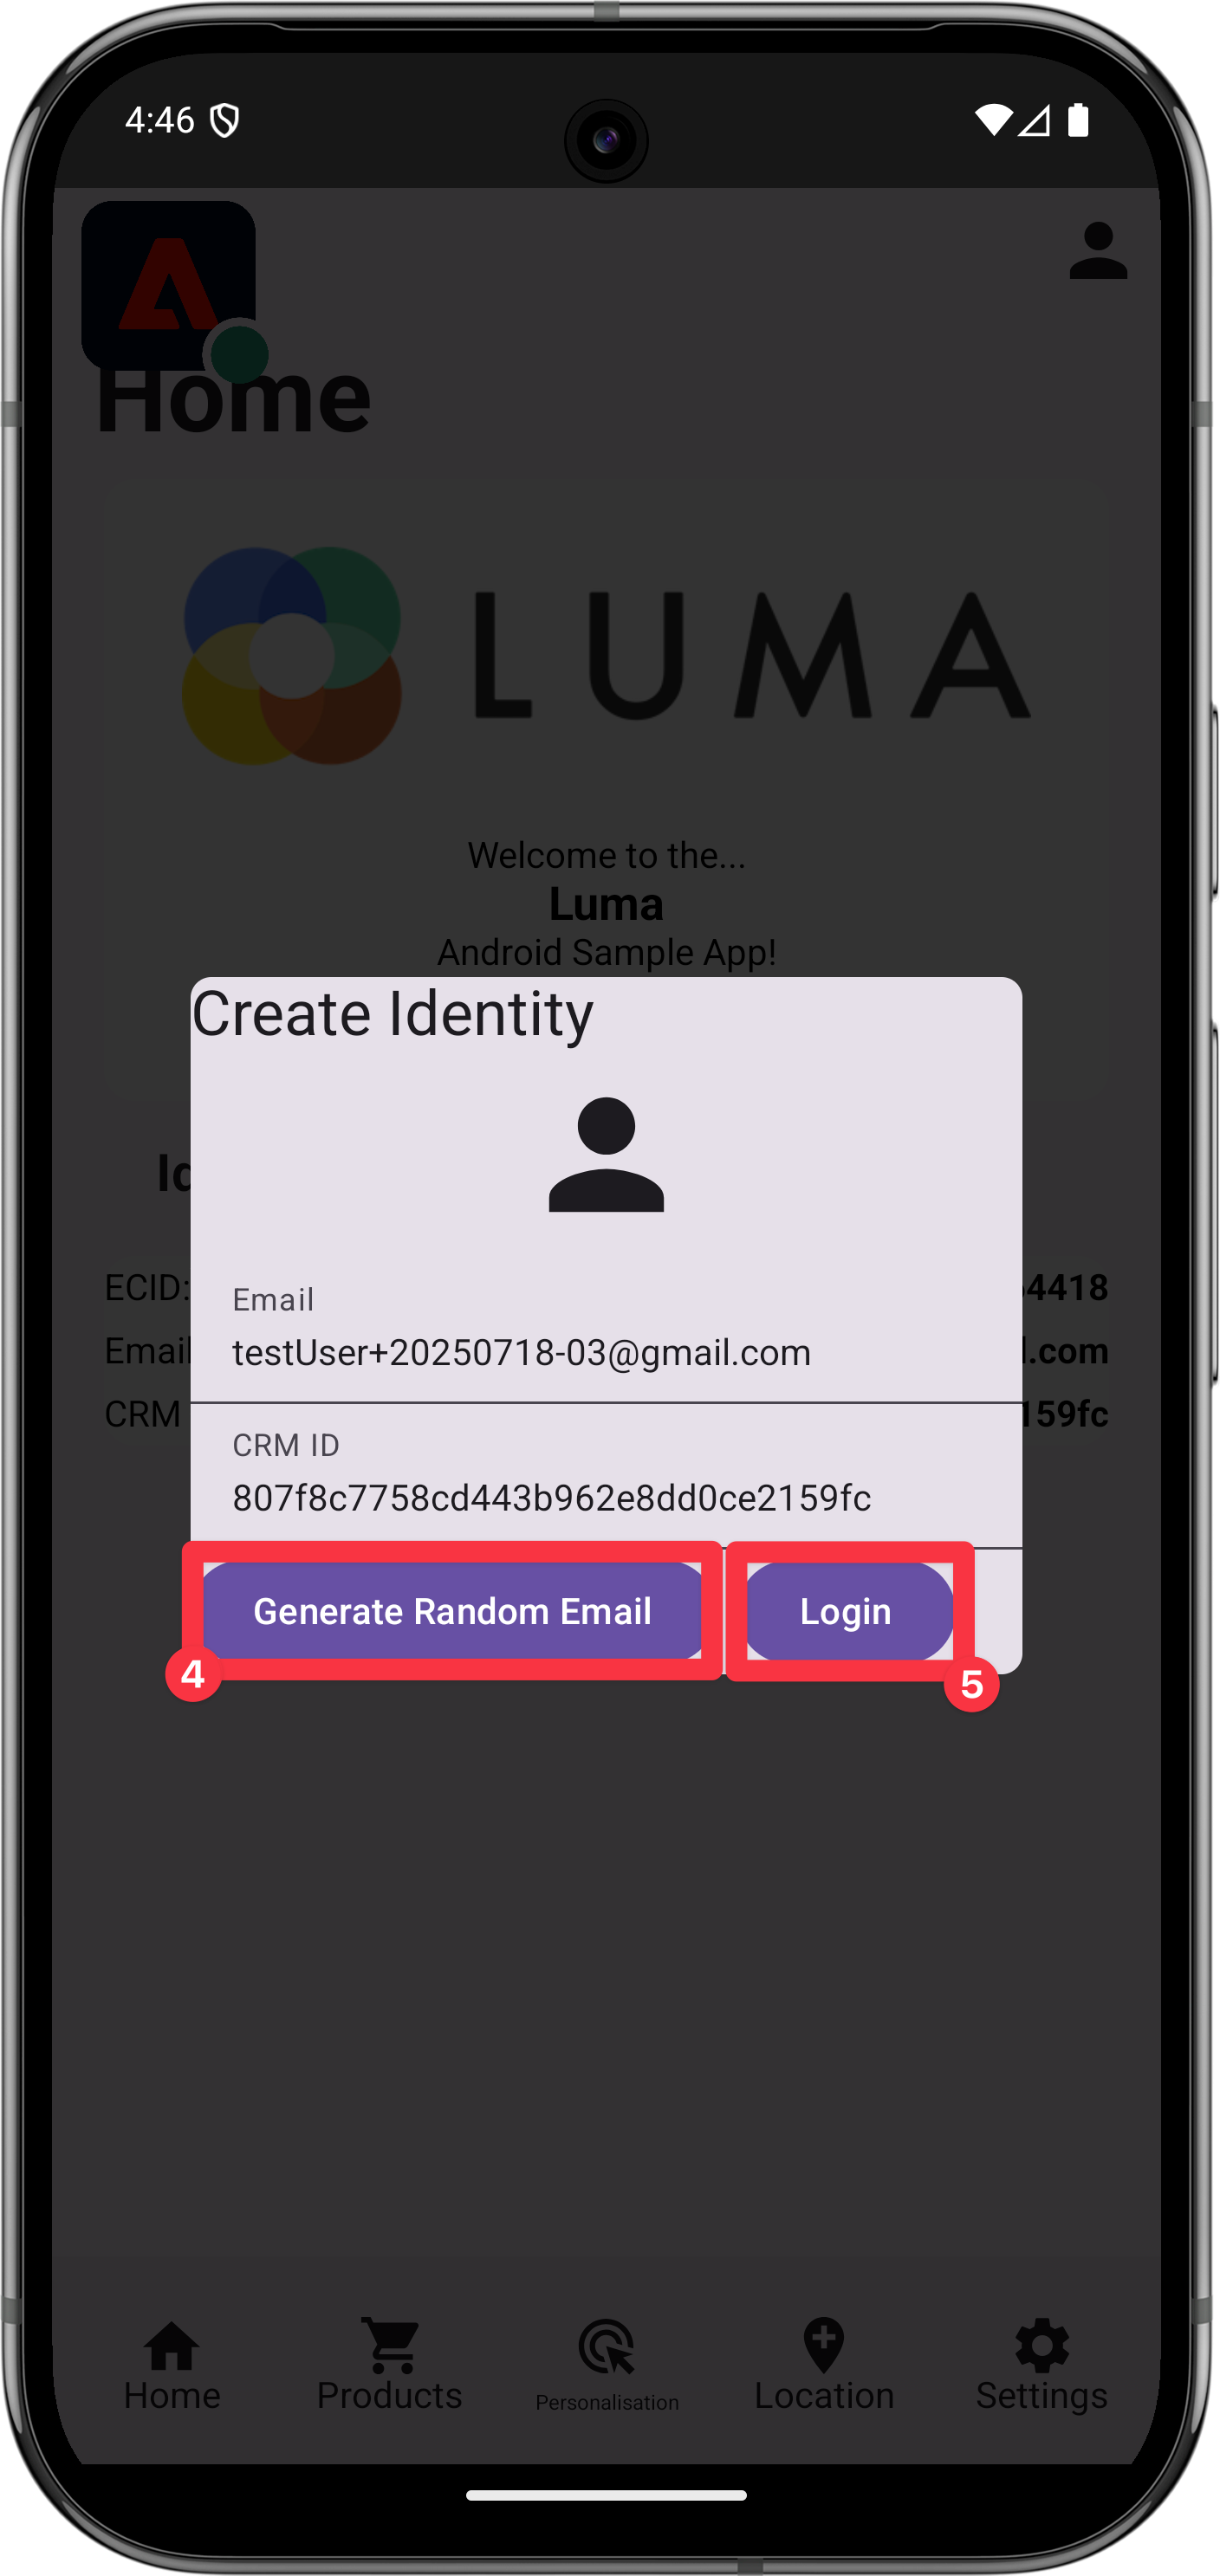 4:46
Home
LUMA
Welcome to the...
Luma
Android Sample App!
Create Identity
Email
testUser+20250718-03@gmail.com
CRM ID
807f8c7758cd443b962e8dd0ce2159fc
ECID: 4418
Email .com
CRM 159fc
Generate Random Email
Login
4
5
Home
Products
Personalisation
Location
Settings